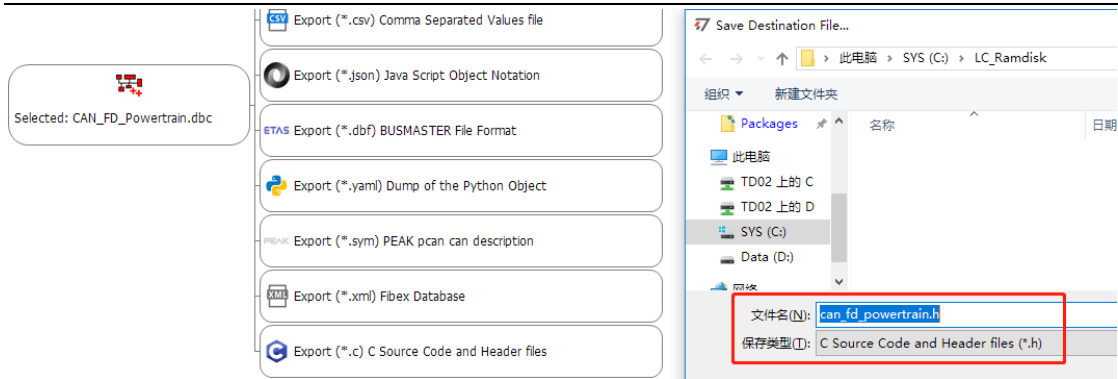 CSV
Export (*.csv) Comma Separated Values file
Export (*.json) Java Script Object Notation
Selected: CAN_FD_Powertrain.dbc
ETAS Export (*.dbf) BUSMASTER File Format
Export (*.yaml) Dump of the Python Object
PEAK Export (*.sym) PEAK pcan can description
XML Export (*.xml) Fibex Database
C Export (*.c) C Source Code and Header files
Save Destination File...
此电脑 › SYS (C:) › LC_Ramdisk
组织 新建文件夹
Packages
名称
日期
此电脑
TD02 上的 C
TD02 上的 D
SYS (C:)
Data (D:)
网络
文件名(N): can_fd_powertrain.h
保存类型(T): C Source Code and Header files (*.h)